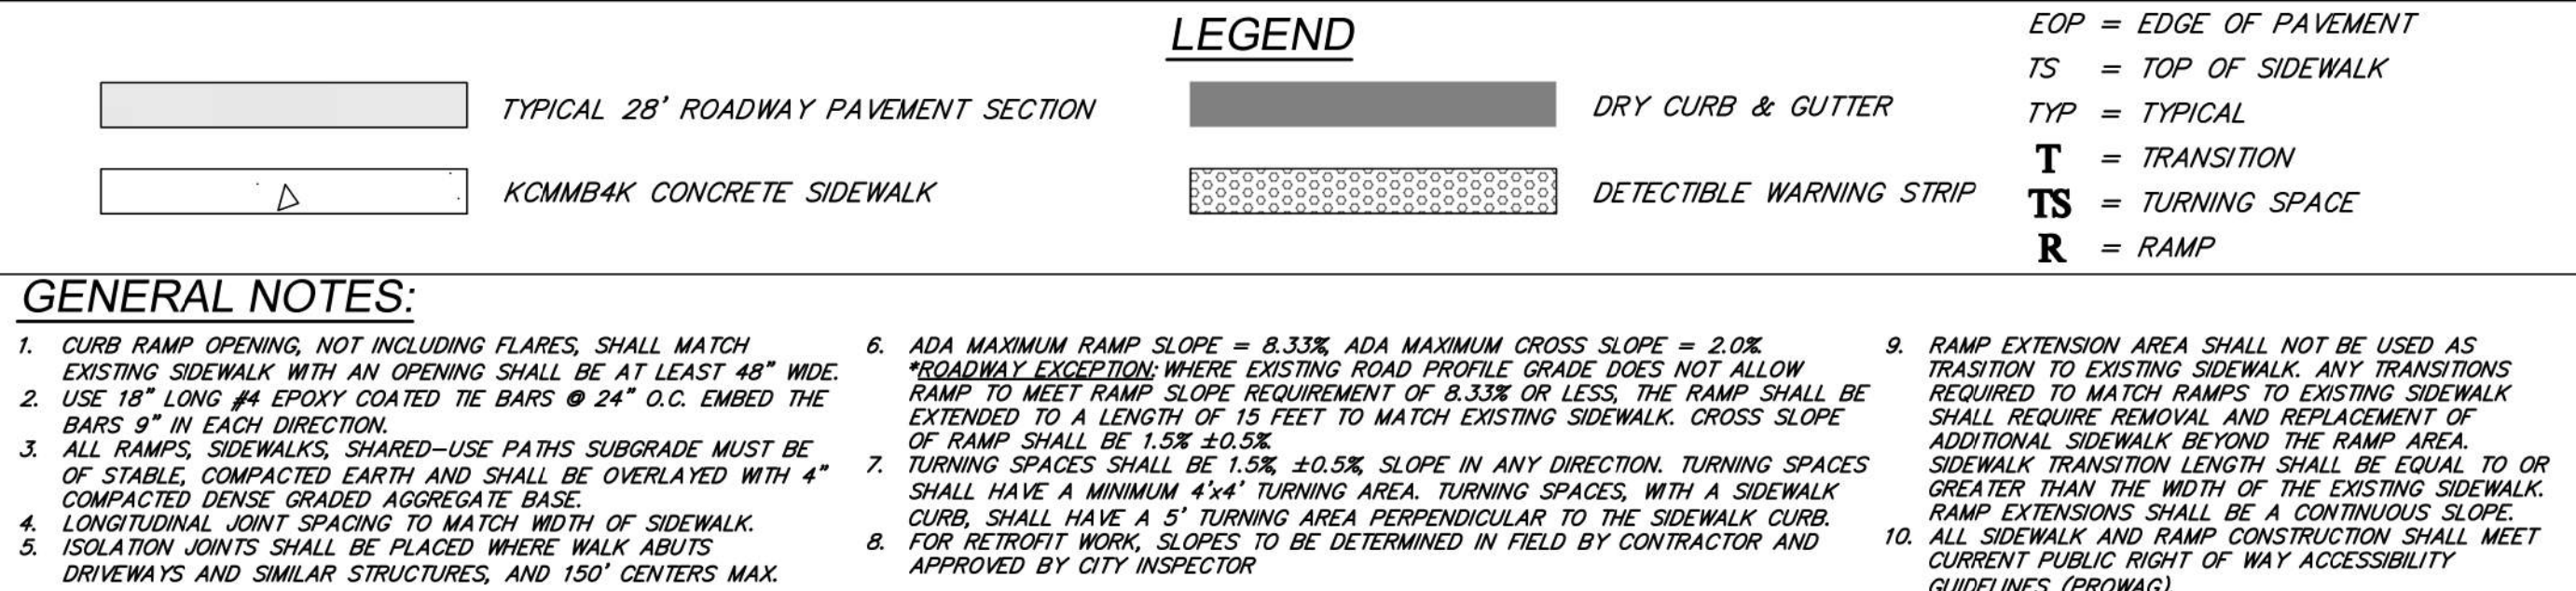 LEGEND
TYPICAL 28' ROADWAY PAVEMENT SECTION
KCMMB4K CONCRETE SIDEWALK
DRY CURB & GUTTER
DETECTIBLE WARNING STRIP
EOP = EDGE OF PAVEMENT
TS = TOP OF SIDEWALK
TYP = TYPICAL
T = TRANSITION
TS = TURNING SPACE
R = RAMP
GENERAL NOTES:
1. CURB RAMP OPENING, NOT INCLUDING FLARES, SHALL MATCH
EXISTING SIDEWALK WITH AN OPENING SHALL BE AT LEAST 48" WIDE.
2. USE 18" LONG #4 EPOXY COATED TIE BARS @ 24" O.C. EMBED THE
BARS 9" IN EACH DIRECTION.
3. ALL RAMPS, SIDEWALKS, SHARED-USE PATHS SUBGRADE MUST BE
OF STABLE, COMPACTED EARTH AND SHALL BE OVERLAYED WITH 4"
COMPACTED DENSE GRADED AGGREGATE BASE.
4. LONGITUDINAL JOINT SPACING TO MATCH WIDTH OF SIDEWALK.
5. ISOLATION JOINTS SHALL BE PLACED WHERE WALK ABUTS
DRIVEWAYS AND SIMILAR STRUCTURES, AND 150' CENTERS MAX.
6. ADA MAXIMUM RAMP SLOPE = 8.33%, ADA MAXIMUM CROSS SLOPE = 2.0%.
*ROADWAY EXCEPTION: WHERE EXISTING ROAD PROFILE GRADE DOES NOT ALLOW
RAMP TO MEET RAMP SLOPE REQUIREMENT OF 8.33% OR LESS, THE RAMP SHALL BE
EXTENDED TO A LENGTH OF 15 FEET TO MATCH EXISTING SIDEWALK. CROSS SLOPE
OF RAMP SHALL BE 1.5% ±0.5%.
7. TURNING SPACES SHALL BE 1.5%, ±0.5%, SLOPE IN ANY DIRECTION. TURNING SPACES
SHALL HAVE A MINIMUM 4'x4' TURNING AREA. TURNING SPACES, WITH A SIDEWALK
CURB, SHALL HAVE A 5' TURNING AREA PERPENDICULAR TO THE SIDEWALK CURB.
8. FOR RETROFIT WORK, SLOPES TO BE DETERMINED IN FIELD BY CONTRACTOR AND
APPROVED BY CITY INSPECTOR
9. RAMP EXTENSION AREA SHALL NOT BE USED AS
TRASITION TO EXISTING SIDEWALK. ANY TRANSITIONS
REQUIRED TO MATCH RAMPS TO EXISTING SIDEWALK
SHALL REQUIRE REMOVAL AND REPLACEMENT OF
ADDITIONAL SIDEWALK BEYOND THE RAMP AREA.
SIDEWALK TRANSITION LENGTH SHALL BE EQUAL TO OR
GREATER THAN THE WIDTH OF THE EXISTING SIDEWALK.
RAMP EXTENSIONS SHALL BE A CONTINUOUS SLOPE.
10. ALL SIDEWALK AND RAMP CONSTRUCTION SHALL MEET
CURRENT PUBLIC RIGHT OF WAY ACCESSIBILITY
GUIDELINES (PROWAG).